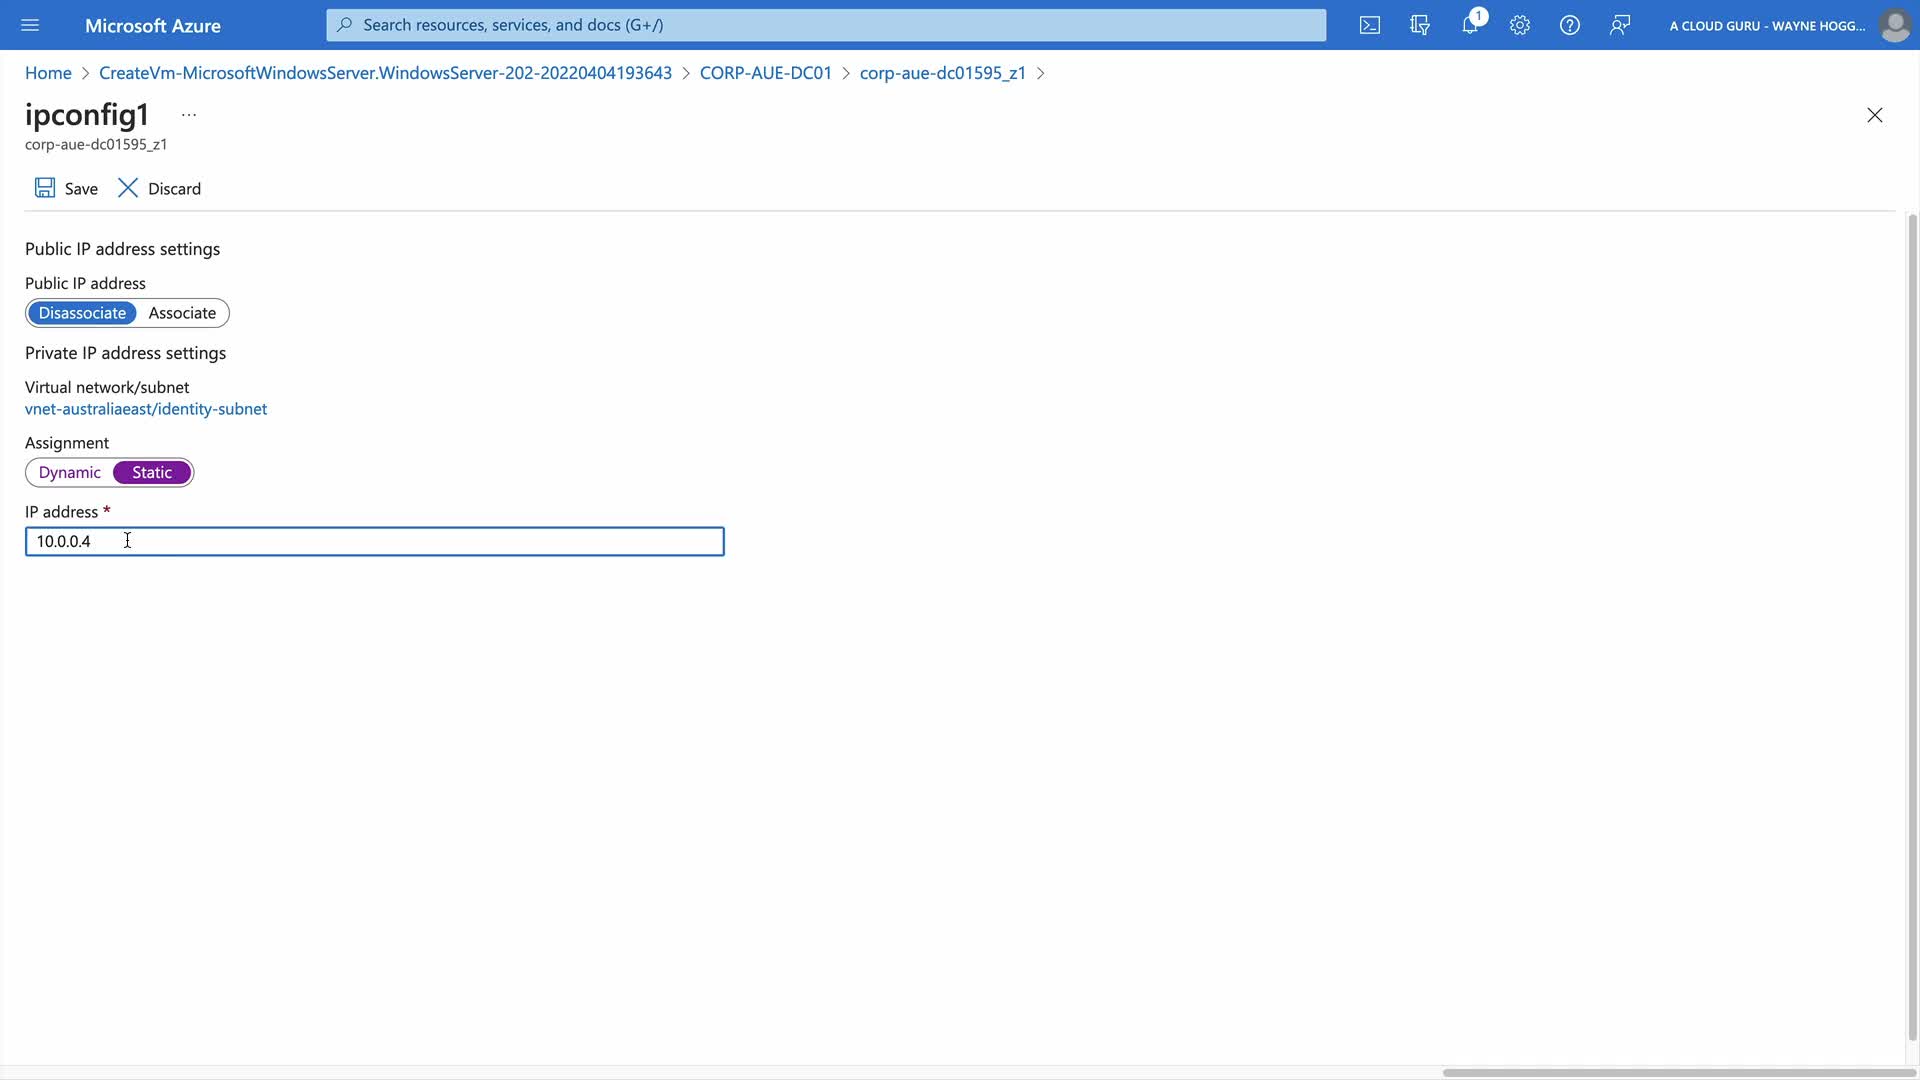 Microsoft Azure
Search resources, services, and docs (G+/)
1
A CLOUD GURU - WAYNE HOGG...
Home > CreateVm-MicrosoftWindowsServer.WindowsServer-202-20220404193643 > CORP-AUE-DC01 > corp-aue-dc01595_z1 >
ipconfig1 ...
corp-aue-dc01595_z1
Save Discard
Public IP address settings
Public IP address
Disassociate Associate
Private IP address settings
Virtual network/subnet
vnet-australiaeast/identity-subnet
Assignment
Dynamic Static
IP address *
10.0.0.4